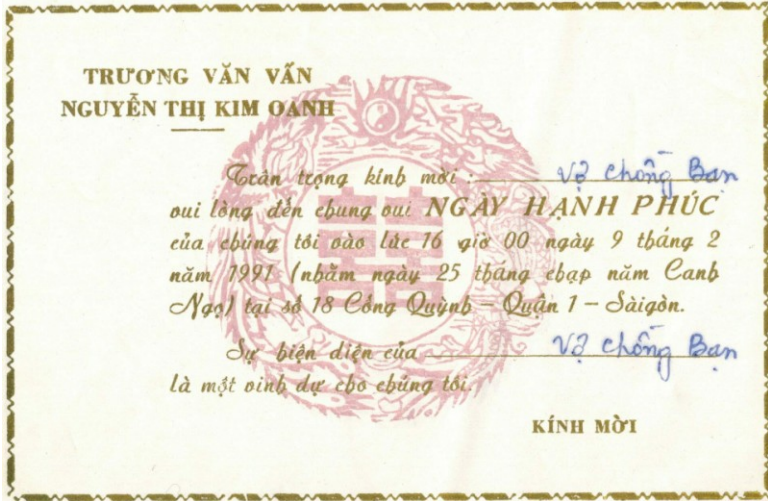 TRƯƠNG VĂN VẤN
NGUYỄN THỊ KIM OANH
Trân trọng kính mời : Vợ chồng Bạn
vui lòng đến chung vui NGÀY HẠNH PHÚC
của chúng tôi vào lúc 16 giờ 00 ngày 9 tháng 2
năm 1991 (nhằm ngày 25 tháng chạp năm Canh
Ngọ) tại số 18 Cống Quỳnh – Quận 1 – Sàigòn.
Sự hiện diện của Vợ chồng Bạn
là một vinh dự cho chúng tôi.
KÍNH MỜI
囍